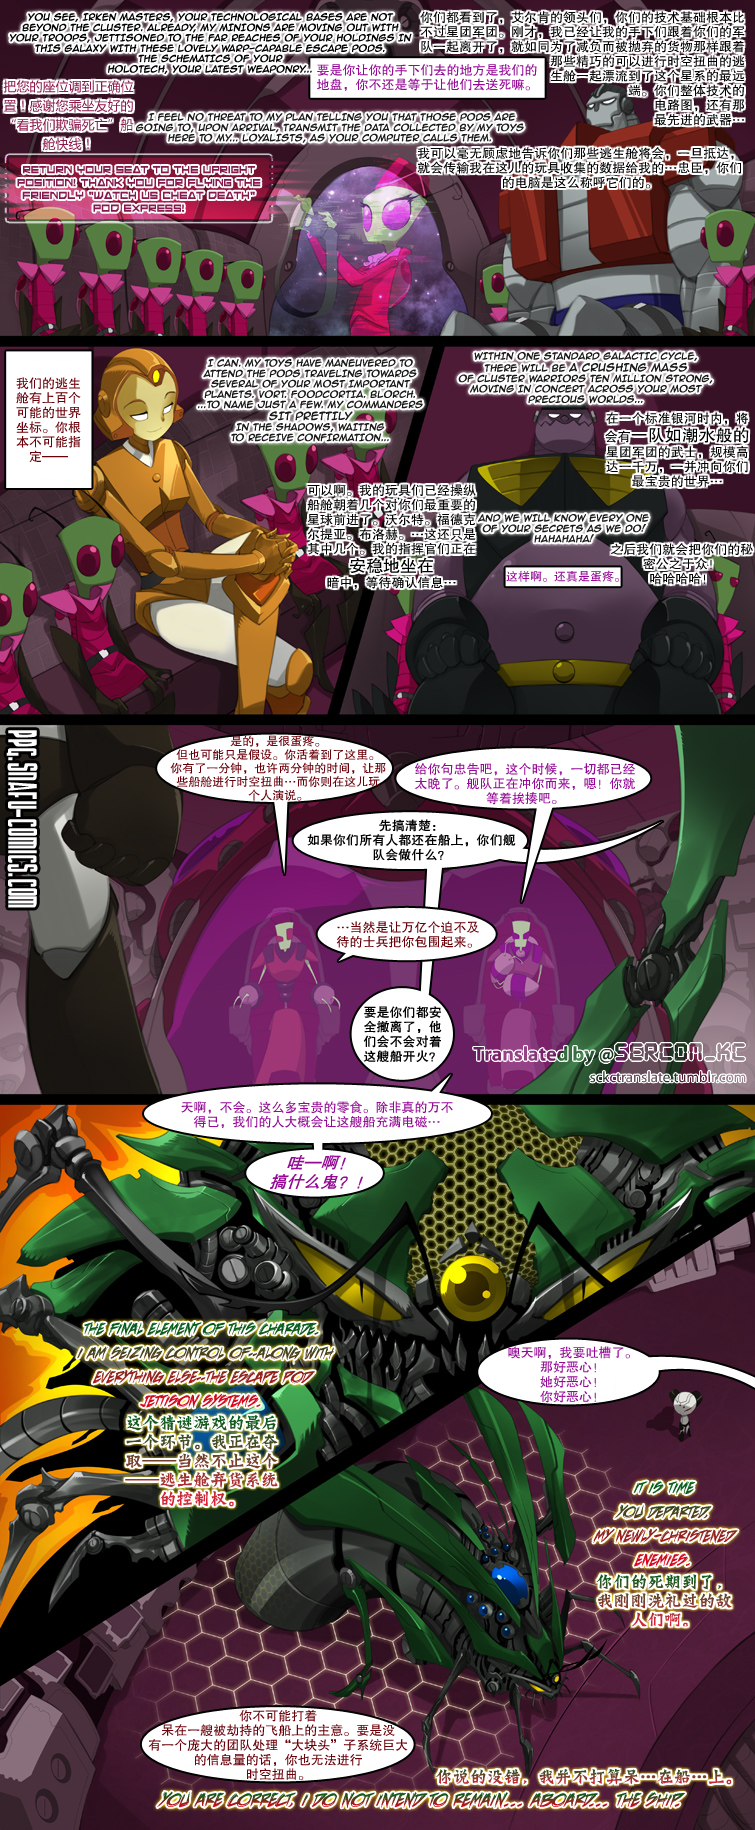 YOU SEE, IRKEN MASTERS, YOUR TECHNOLOGICAL BASES ARE NOT
BEYOND THE CLUSTER. ALREADY, MY MINIONS ARE MOVING OUT WITH
YOUR TROOPS, JETTISONED TO THE FAR REACHES OF YOUR HOLDINGS IN
THIS GALAXY WITH THESE LOVELY WARP-CAPABLE ESCAPE PODS.
THE SCHEMATICS OF YOUR
HOLOTECH, YOUR LATEST WEAPONRY...
你们都看到了，艾尔肯的领头们，你们的技术基础根本比
不过星团军团。刚才，我已经让我的手下们跟着你们的军
队一起离开了，就如同为了减负而被抛弃的货物那样跟着
那些精巧的可以进行时空扭曲的逃
生舱一起漂流到了这个星系的最远
端。你们整体技术的
电路图，还有那
最先进的武器…
要是你让你的手下们去的地方是我们的
地盘，你不还是等于让他们去送死嘛。
把您的座位调到正确位
置！感谢您乘坐友好的
“看我们欺骗死亡”船
舱快线！
I FEEL NO THREAT TO MY PLAN TELLING YOU THAT THOSE PODS ARE
GOING TO, UPON ARRIVAL, TRANSMIT THE DATA COLLECTED BY MY TOYS
HERE TO MY.. LOYALISTS, AS YOUR COMPUTER CALLS THEM.
我可以毫无顾虑地告诉你们那些逃生舱将会，一旦抵达，
就会传输我在这儿的玩具收集的数据给我的…忠臣，你们
的电脑是这么称呼它们的。
RETURN YOUR SEAT TO THE UPRIGHT
POSITION! THANK YOU FOR FLYING THE
FRIENDLY "WATCH US CHEAT DEATH"
POD EXPRESS!
我们的逃生
舱有上百个
可能的世界
坐标。你根
本不可能指
定——
I CAN. MY TOYS HAVE MANEUVERED TO
ATTEND THE PODS TRAVELING TOWARDS
SEVERAL OF YOUR MOST IMPORTANT
PLANETS. VORT. FOODCORTIA. BLORCH.
...TO NAME JUST A FEW. MY COMMANDERS
SIT PRETTILY
IN THE SHADOWS, WAITING
TO RECEIVE CONFIRMATION...
可以啊。我的玩具们已经操纵
船舱朝着几个对你们最重要的
星球前进了。沃尔特。福德克
尔提亚。布洛赫。…这还只是
其中几个。我的指挥官们正在
安稳地坐在
暗中，等待确认信息…
WITHIN ONE STANDARD GALACTIC CYCLE,
THERE WILL BE A CRUSHING MASS
OF CLUSTER WARRIORS TEN MILLION STRONG,
MOVING IN CONCERT ACROSS YOUR MOST
PRECIOUS WORLDS...
在一个标准银河时内，将
会有一队如潮水般的
星团军团的武士，规模高
达一千万，一并冲向你们
最宝贵的世界…
AND WE WILL KNOW EVERY ONE
OF YOUR SECRETS AS WE DO!
HAHAHAHA!
之后我们就会把你们的秘
密公之于众！
哈哈哈哈！
这样啊。还真是蛋疼。
PPG.SNAFU-COMICS.COM
是的，是很蛋疼。
但也可能只是假设。你活着到了这里。
你有了一分钟，也许两分钟的时间，让那
些船舱进行时空扭曲…而你则在这儿玩
个人演说。
给你句忠告吧，这个时候，一切都已经
太晚了。舰队正在冲你而来，嗯！你就
等着挨揍吧。
先搞清楚：
如果你们所有人都还在船上，你们舰
队会做什么？
…当然是让万亿个迫不及
待的士兵把你包围起来。
要是你们都安
全撤离了，他
们会不会对着
这艘船开火？
Translated by @SERCOM_KC
sckctranslate.tumblr.com
天啊，不会。这么多宝贵的零食。除非真的万不
得已，我们的人大概会让这艘船充满电磁…
哇—啊！
搞什么鬼？！
THE FINAL ELEMENT OF THIS CHARADE.
I AM SEIZING CONTROL OF-ALONG WITH
EVERYTHING ELSE-THE ESCAPE POD
JETTISON SYSTEMS.
这个猜谜游戏的最后
一个环节。我正在夺
取——当然不止这个
——逃生舱弃货系统
的控制权。
噢天啊，我要吐槽了。
那好恶心！
她好恶心！
你好恶心！
IT IS TIME
YOU DEPARTED,
MY NEWLY-CHRISTENED
ENEMIES.
你们的死期到了，
我刚刚洗礼过的敌
人们啊。
你不可能打着
呆在一艘被劫持的飞船上的主意。要是没
有一个庞大的团队处理“大块头”子系统巨大
的信息量的话，你也无法进行
时空扭曲。
你说的没错，我并不打算呆…在船…上。
YOU ARE CORRECT. I DO NOT INTEND TO REMAIN... ABOARD... THE SHIP.